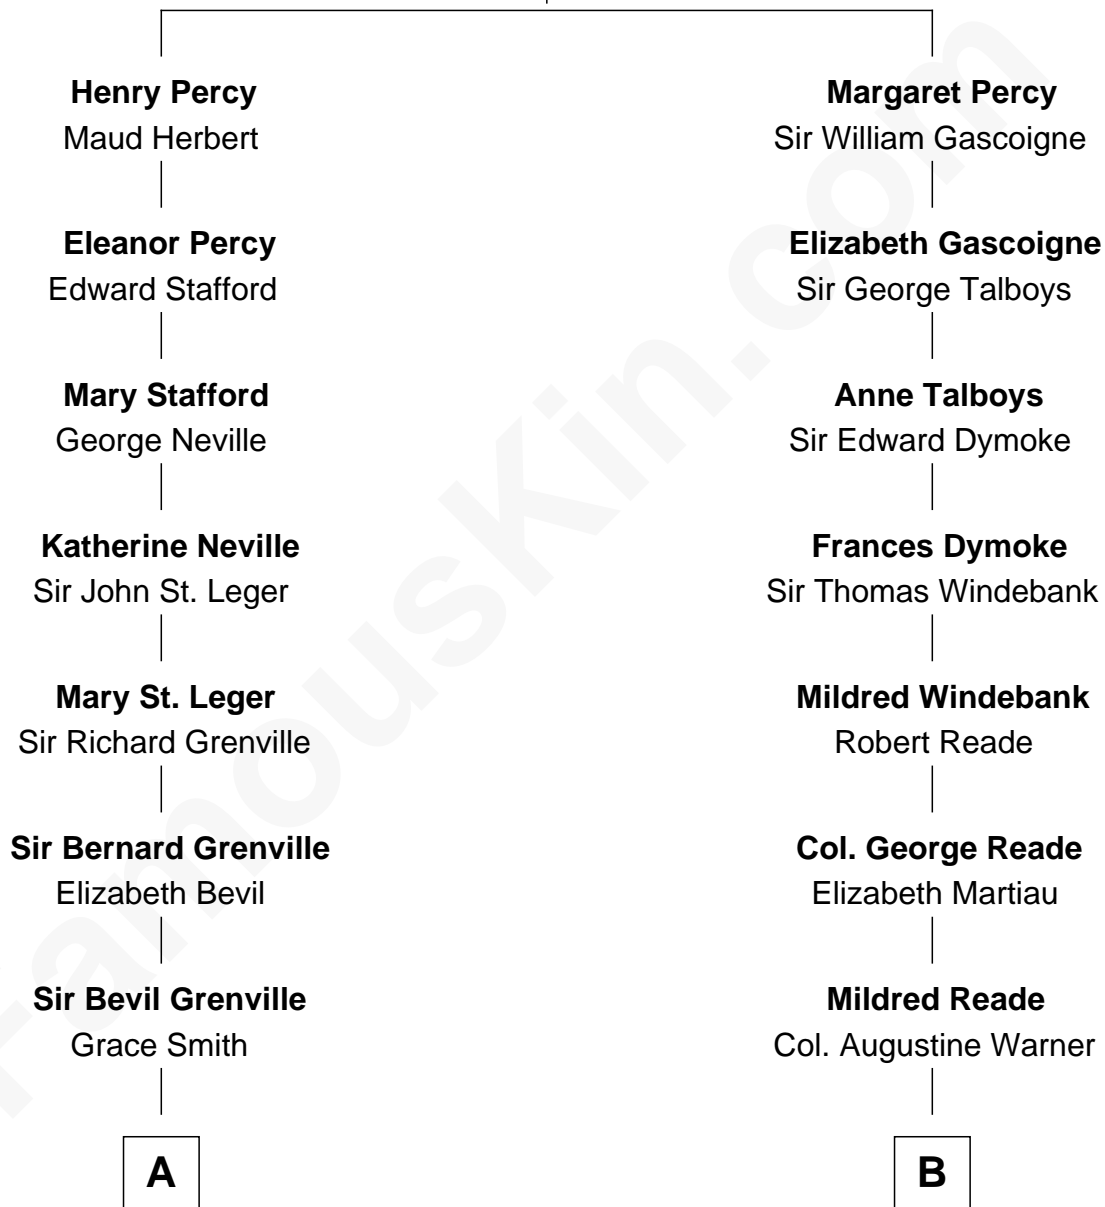 Henry Percy
Maud Herbert
Eleanor Percy
Edward Stafford
Mary Stafford
George Neville
Katherine Neville
Sir John St. Leger
Mary St. Leger
Sir Richard Grenville
Sir Bernard Grenville
Elizabeth Bevil
Sir Bevil Grenville
Grace Smith
A
Margaret Percy
Sir William Gascoigne
Elizabeth Gascoigne
Sir George Talboys
Anne Talboys
Sir Edward Dymoke
Frances Dymoke
Sir Thomas Windebank
Mildred Windebank
Robert Reade
Col. George Reade
Elizabeth Martiau
Mildred Reade
Col. Augustine Warner
B
FamousKin.com